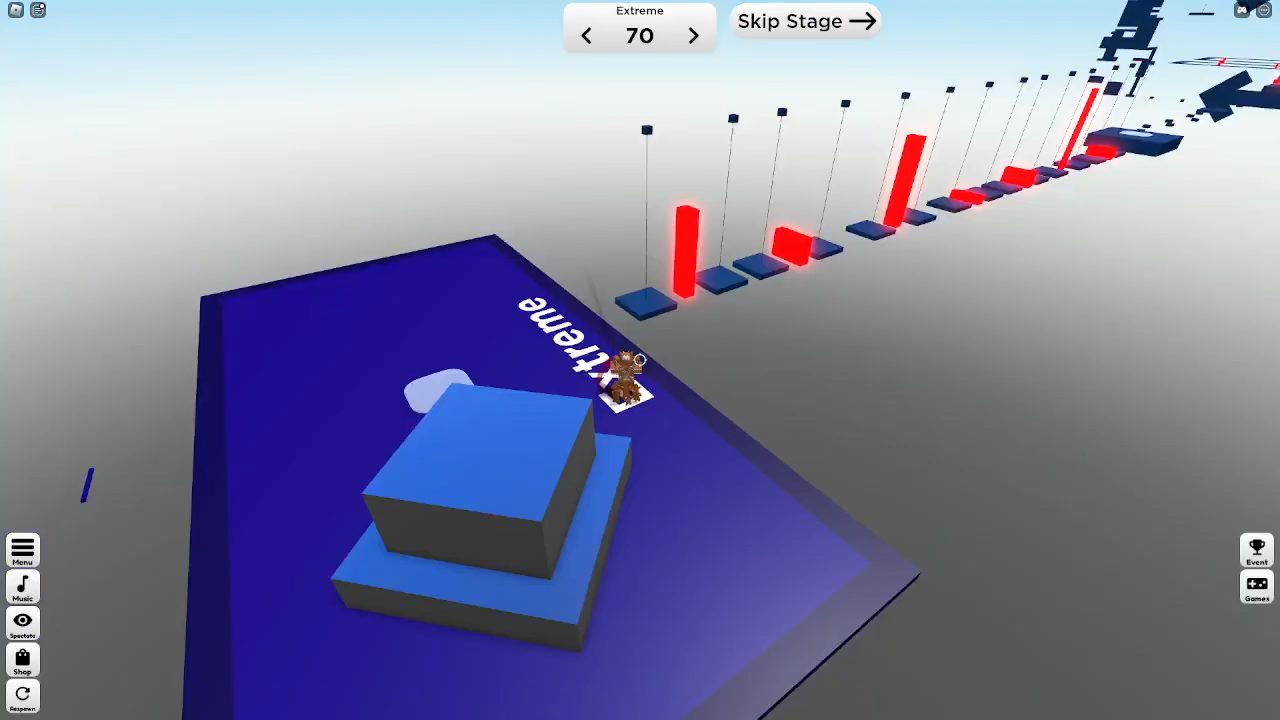 Extreme
70
Skip Stage
xtreme
Menu
Music
Spectate
Shop
Respawn
Event
Games